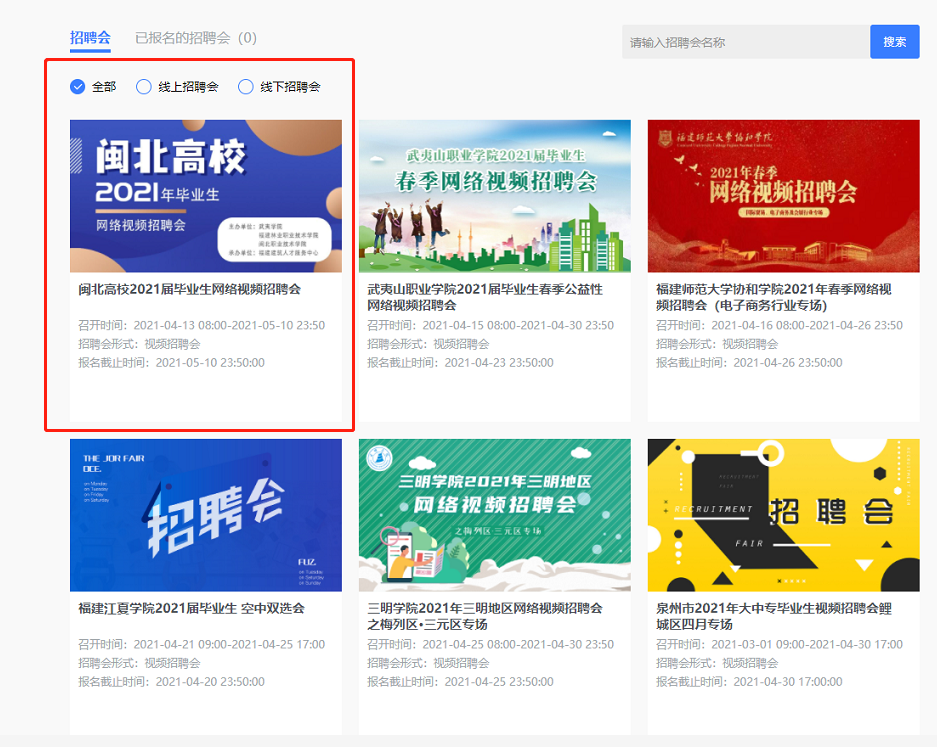 招聘会
已报名的招聘会（0）
请输入招聘会名称
搜索
全部
线上招聘会
线下招聘会
闽北高校
2021年毕业生
网络视频招聘会
主办单位：武夷学院
福建林业职业技术学院
闽北职业技术学院
承办单位：福建建筑人才服务中心
闽北高校2021届毕业生网络视频招聘会
召开时间：2021-04-13 08:00-2021-05-10 23:50
招聘会形式：视频招聘会
报名截止时间：2021-05-10 23:50:00
武夷山职业学院2021届毕业生
春季网络视频招聘会
武夷山职业学院2021届毕业生春季公益性
网络视频招聘会
召开时间：2021-04-15 08:00-2021-04-30 23:50
招聘会形式：视频招聘会
报名截止时间：2021-04-23 23:50:00
福建师范大学协和学院
2021年春季
网络视频招聘会
国际贸易、电子商务及会展行业专场
福建师范大学协和学院2021年春季网络视
频招聘会（电子商务行业专场）
召开时间：2021-04-16 08:00-2021-04-26 23:50
招聘会形式：视频招聘会
报名截止时间：2021-04-26 23:50:00
THE JOB FAIR
OCE.
on Monday
on Tuesday
on Friday
on Saturday
招聘会
FUZ.
on Tuesday
on Saturday
on Sunday
福建江夏学院2021届毕业生 空中双选会
召开时间：2021-04-21 09:00-2021-04-25 17:00
招聘会形式：视频招聘会
报名截止时间：2021-04-20 23:50:00
三明学院2021年三明地区
网络视频招聘会
之梅列区·三元区专场
三明学院2021年三明地区网络视频招聘会
之梅列区•三元区专场
召开时间：2021-04-25 08:00-2021-04-30 23:50
招聘会形式：视频招聘会
报名截止时间：2021-04-25 23:50:00
RECRUITMENT
FAIR
RECRUITMENT
FAIR
招聘会
泉州市2021年大中专毕业生视频招聘会鲤
城区四月专场
召开时间：2021-03-01 09:00-2021-04-30 17:00
招聘会形式：视频招聘会
报名截止时间：2021-04-30 17:00:00